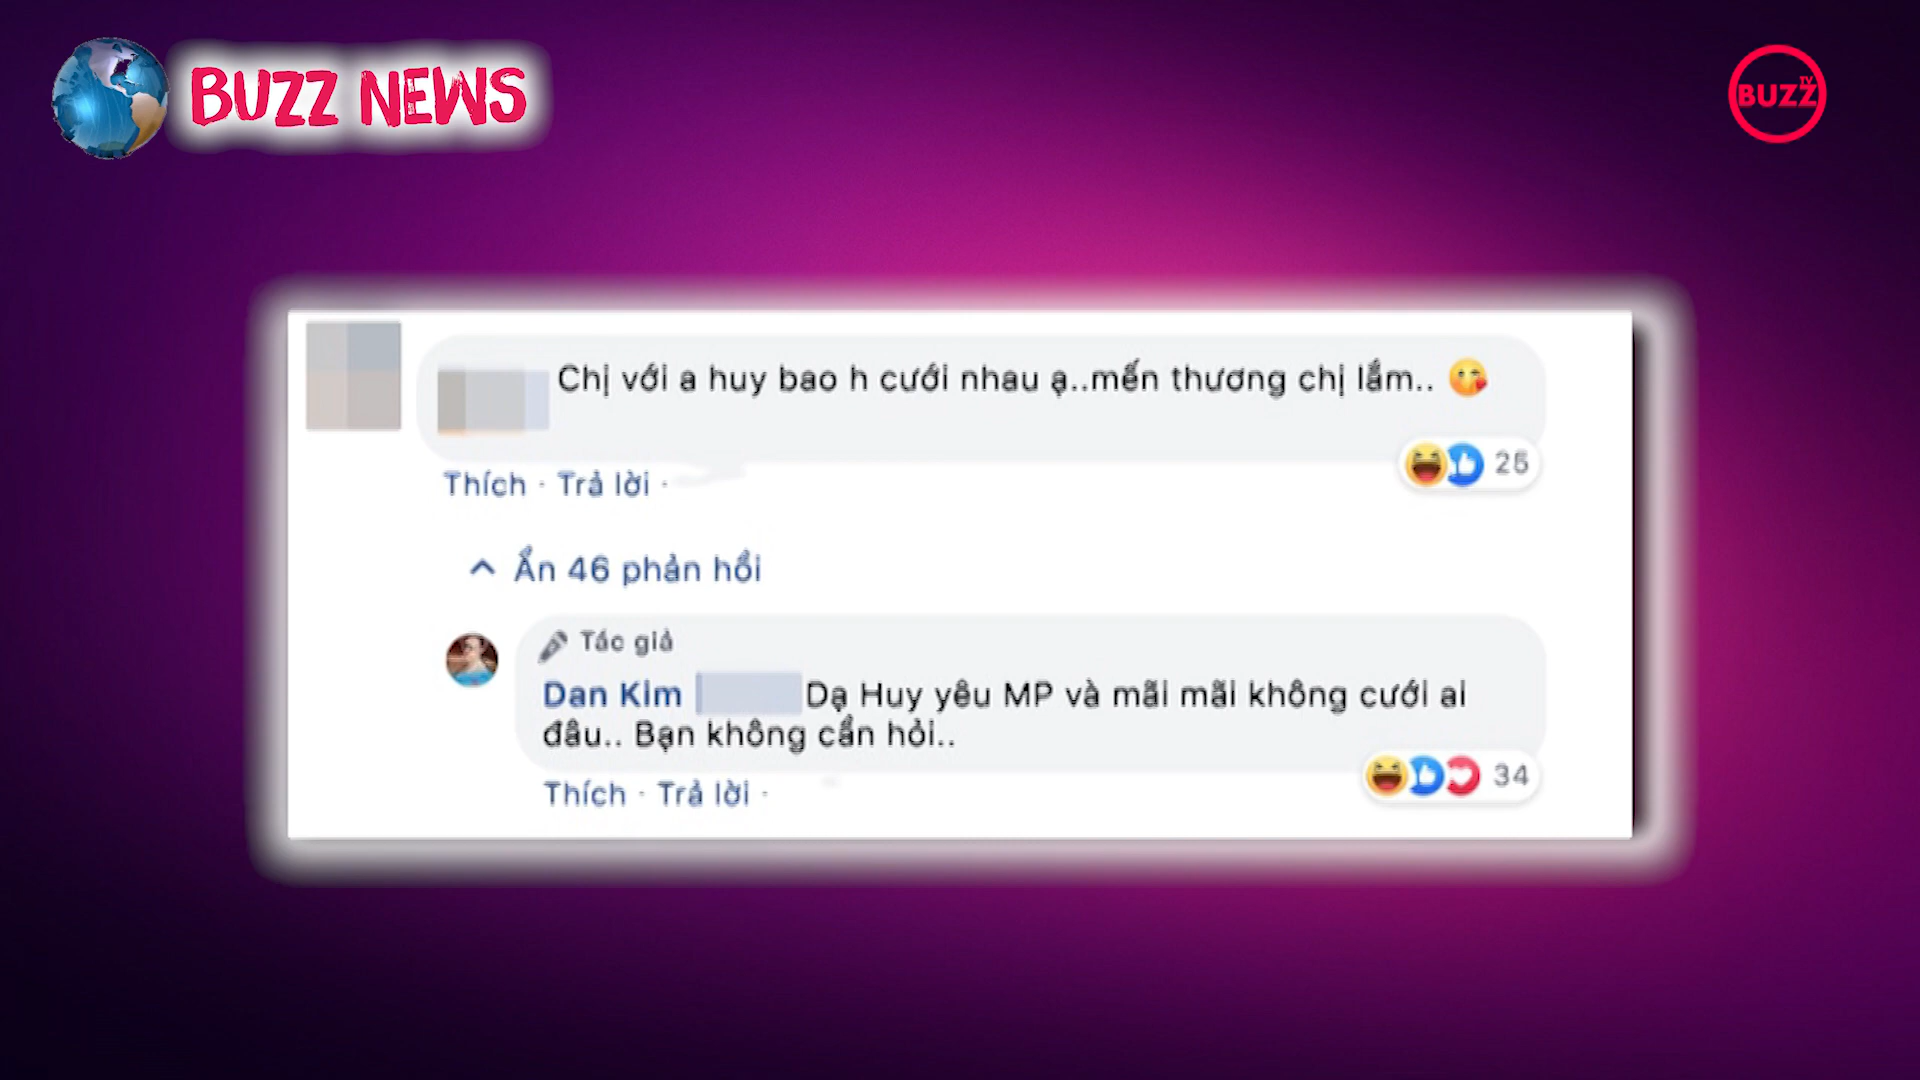 BUZZ NEWS
BUZZ TV
Chị với a huy bao h cưới nhau ạ..mến thương chị lắm..
25
Thích · Trả lời ·
Ẩn 46 phản hồi
Tác giả
Dan Kim Dạ Huy yêu MP và mãi mãi không cưới ai
đâu.. Bạn không cần hỏi..
34
Thích · Trả lời ·